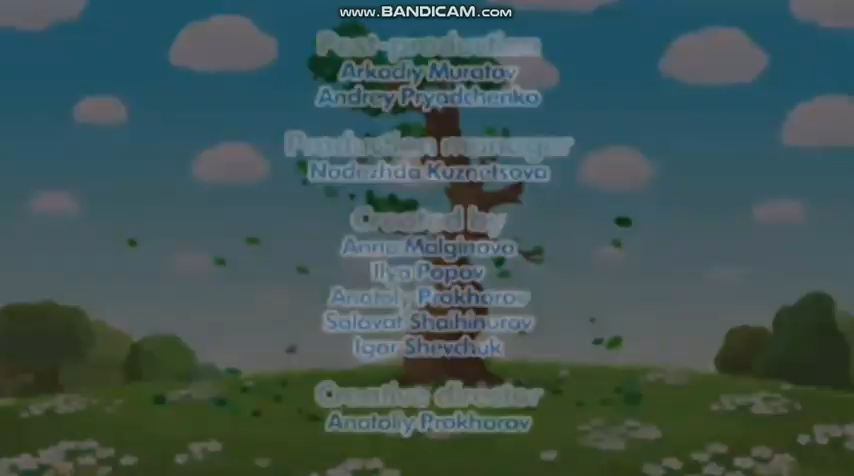 www.BANDICAM.com
Post-production
Arkadiy Muratov
Andrey Pryadchenko
Production manager
Nadezhda Kuznetsova
Created by
Anna Malginova
Ilya Popov
Anatoly Prokhorov
Salavat Shaihinurov
Igor Shevchuk
Creative director
Anatoliy Prokhorov